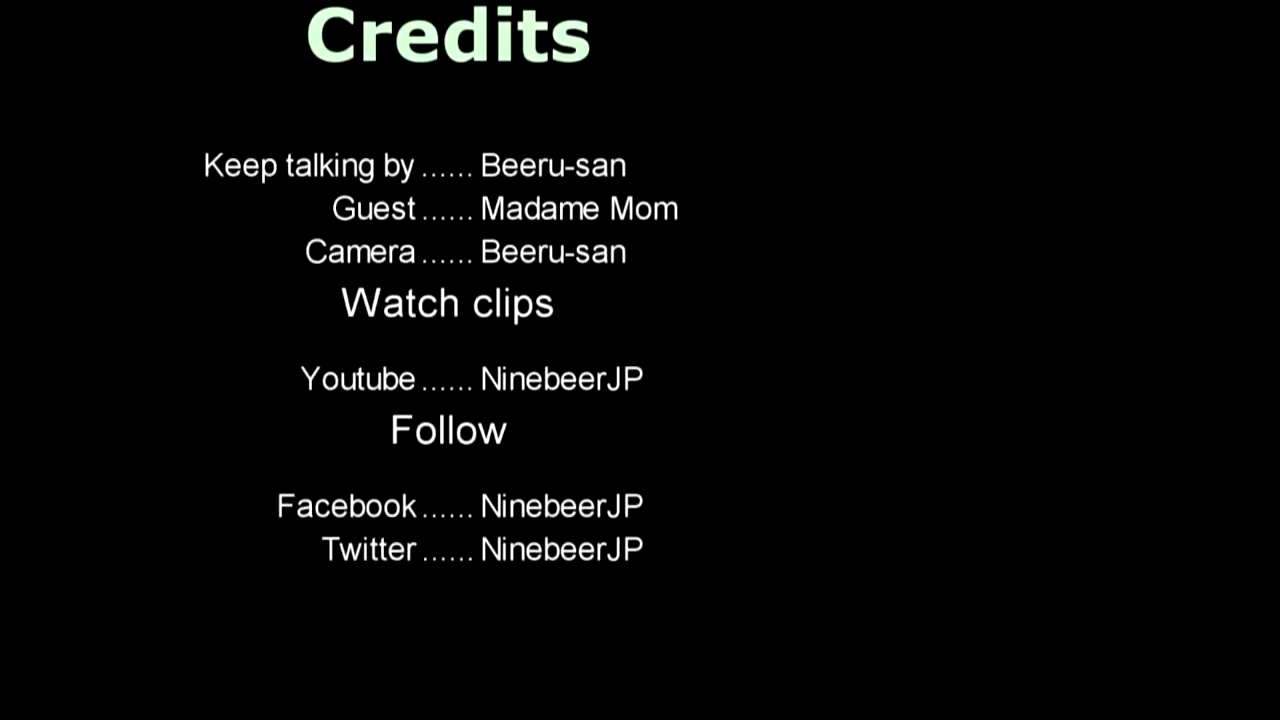 Credits
Keep talking by ...... Beeru-san
Guest ...... Madame Mom
Camera ...... Beeru-san
Watch clips
Youtube ...... NinebeerJP
Follow
Facebook ...... NinebeerJP
Twitter ...... NinebeerJP